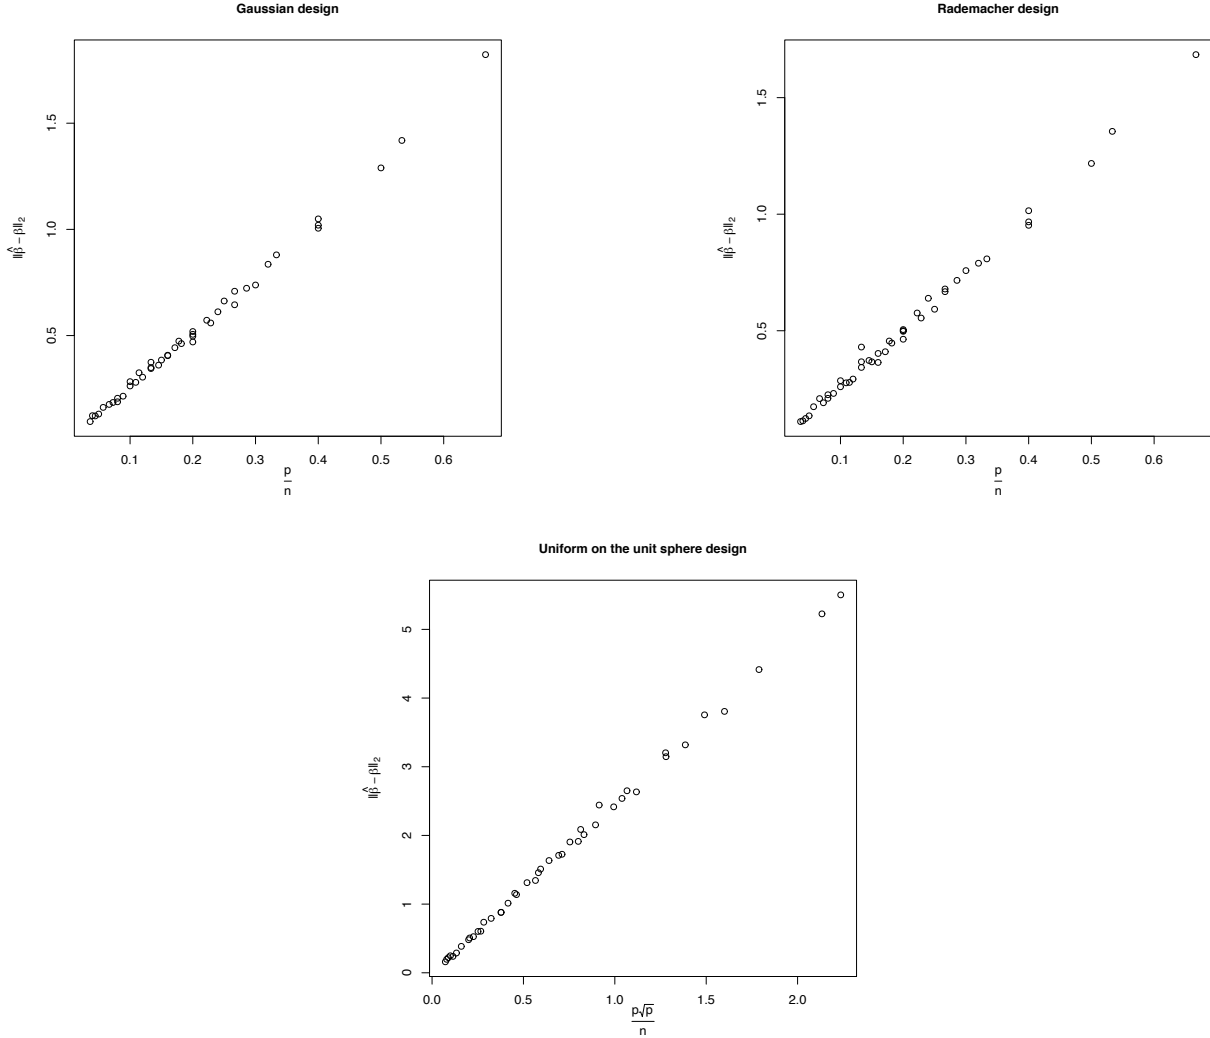 Gaussian design
1.5
1.0
0.5
||β̂ − β||₂
0.1 0.2 0.3 0.4 0.5 0.6
p
n
Rademacher design
1.5
1.0
0.5
||β̂ − β||₂
0.1 0.2 0.3 0.4 0.5 0.6
p
n
Uniform on the unit sphere design
5
4
3
2
1
0
||β̂ − β||₂
0.0 0.5 1.0 1.5 2.0
p√p
n